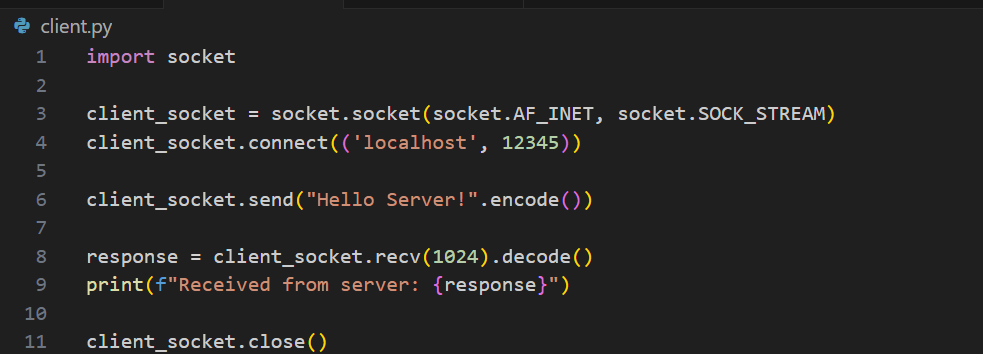 client.py
1 import socket
2
3 client_socket = socket.socket(socket.AF_INET, socket.SOCK_STREAM)
4 client_socket.connect(('localhost', 12345))
5
6 client_socket.send("Hello Server!".encode())
7
8 response = client_socket.recv(1024).decode()
9 print(f"Received from server: {response}")
10
11 client_socket.close()